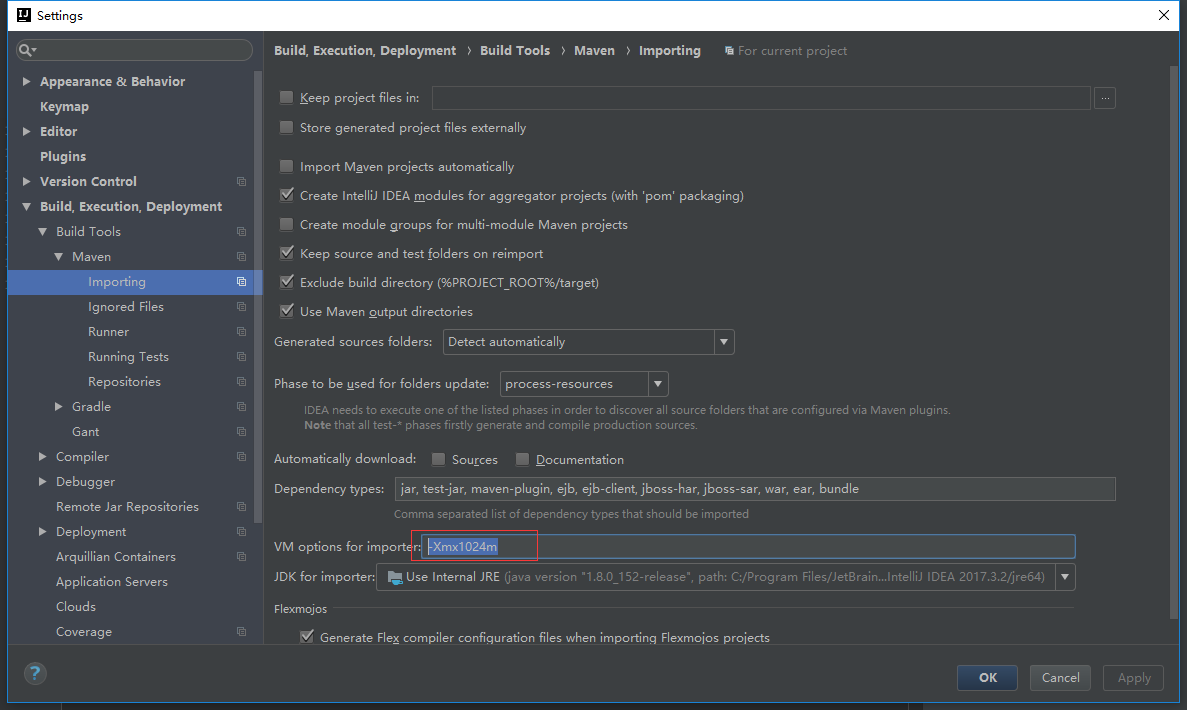 Settings
Build, Execution, Deployment › Build Tools › Maven › Importing For current project
Appearance & Behavior
Keymap
Editor
Plugins
Version Control
Build, Execution, Deployment
Build Tools
Maven
Importing
Ignored Files
Runner
Running Tests
Repositories
Gradle
Gant
Compiler
Debugger
Remote Jar Repositories
Deployment
Arquillian Containers
Application Servers
Clouds
Coverage
Keep project files in: ...
Store generated project files externally
Import Maven projects automatically
Create IntelliJ IDEA modules for aggregator projects (with 'pom' packaging)
Create module groups for multi-module Maven projects
Keep source and test folders on reimport
Exclude build directory (%PROJECT_ROOT%/target)
Use Maven output directories
Generated sources folders: Detect automatically
Phase to be used for folders update: process-resources
IDEA needs to execute one of the listed phases in order to discover all source folders that are configured via Maven plugins.
Note that all test-* phases firstly generate and compile production sources.
Automatically download: Sources Documentation
Dependency types: jar, test-jar, maven-plugin, ejb, ejb-client, jboss-har, jboss-sar, war, ear, bundle
Comma separated list of dependency types that should be imported
VM options for importer: -Xmx1024m
JDK for importer: Use Internal JRE (java version "1.8.0_152-release", path: C:/Program Files/JetBrain...IntelliJ IDEA 2017.3.2/jre64)
Flexmojos
Generate Flex compiler configuration files when importing Flexmojos projects
?
OK Cancel Apply